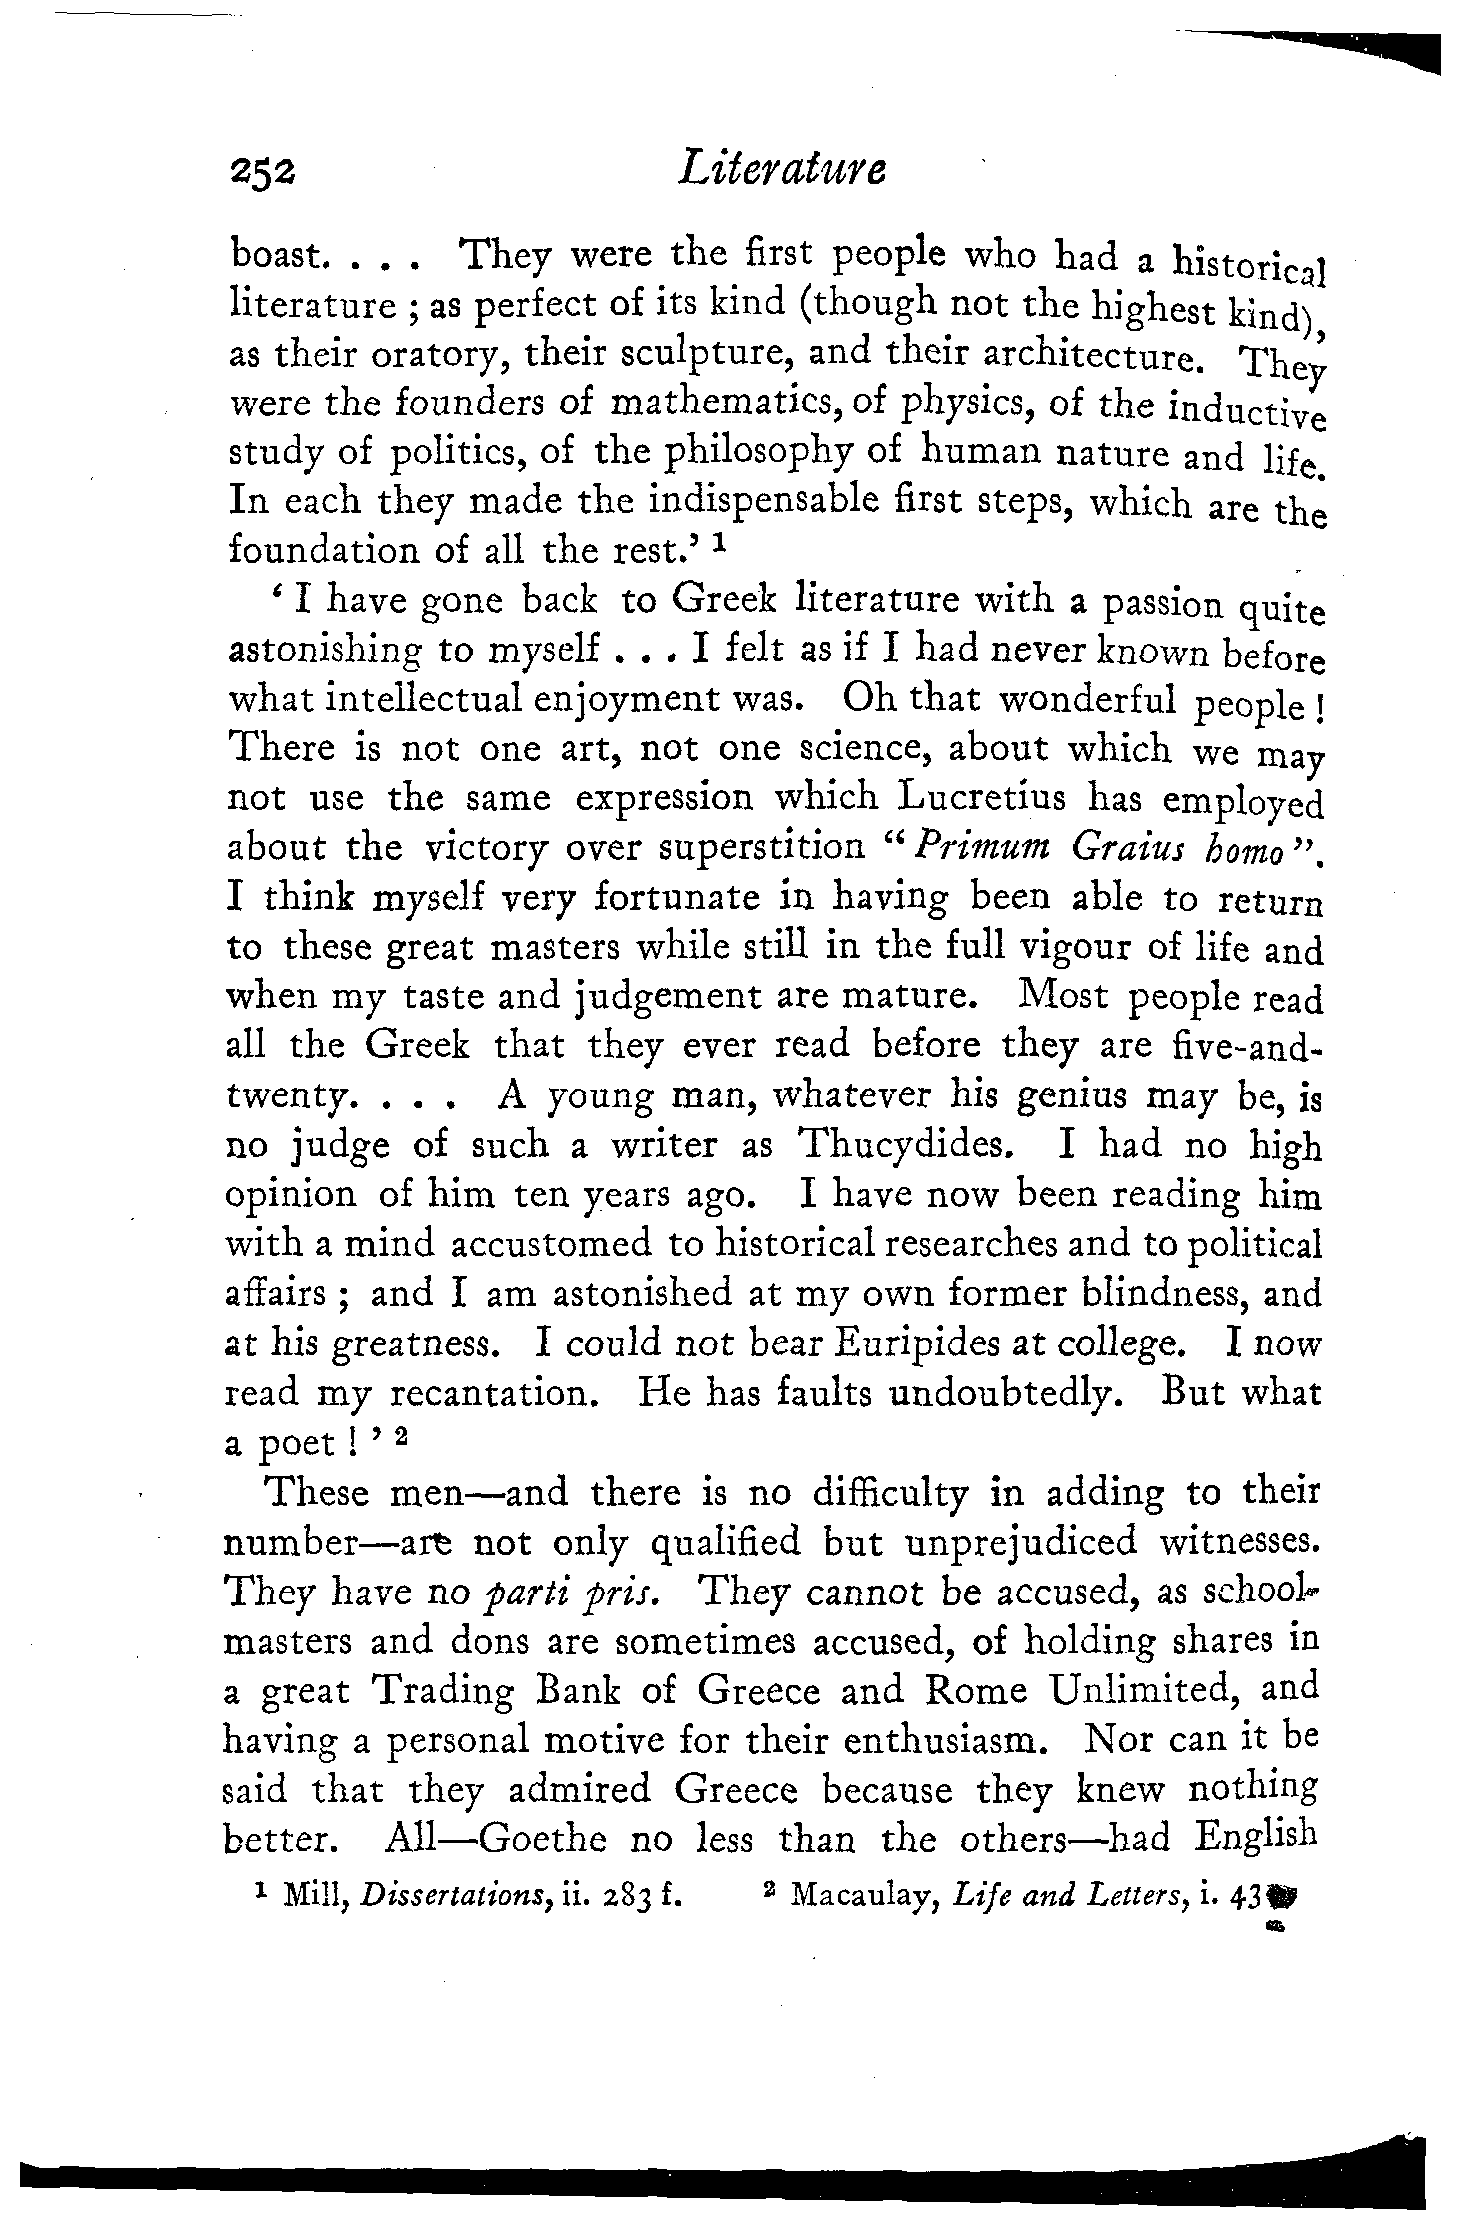 252 Literature
boast. . . . They were the first people who had a historical
literature ; as perfect of its kind (though not the highest kind),
as their oratory, their sculpture, and their architecture. They
were the founders of mathematics, of physics, of the inductive
study of politics, of the philosophy of human nature and life.
In each they made the indispensable first steps, which are the
foundation of all the rest.’ 1
‘ I have gone back to Greek literature with a passion quite
astonishing to myself . . . I felt as if I had never known before
what intellectual enjoyment was. Oh that wonderful people !
There is not one art, not one science, about which we may
not use the same expression which Lucretius has employed
about the victory over superstition “ Primum Graius homo ”.
I think myself very fortunate in having been able to return
to these great masters while still in the full vigour of life and
when my taste and judgement are mature. Most people read
all the Greek that they ever read before they are five-and-
twenty. . . . A young man, whatever his genius may be, is
no judge of such a writer as Thucydides. I had no high
opinion of him ten years ago. I have now been reading him
with a mind accustomed to historical researches and to political
affairs ; and I am astonished at my own former blindness, and
at his greatness. I could not bear Euripides at college. I now
read my recantation. He has faults undoubtedly. But what
a poet ! ’ 2
These men—and there is no difficulty in adding to their
number—are not only qualified but unprejudiced witnesses.
They have no parti pris. They cannot be accused, as school-
masters and dons are sometimes accused, of holding shares in
a great Trading Bank of Greece and Rome Unlimited, and
having a personal motive for their enthusiasm. Nor can it be
said that they admired Greece because they knew nothing
better. All—Goethe no less than the others—had English
1 Mill, Dissertations, ii. 283 f. 2 Macaulay, Life and Letters, i.